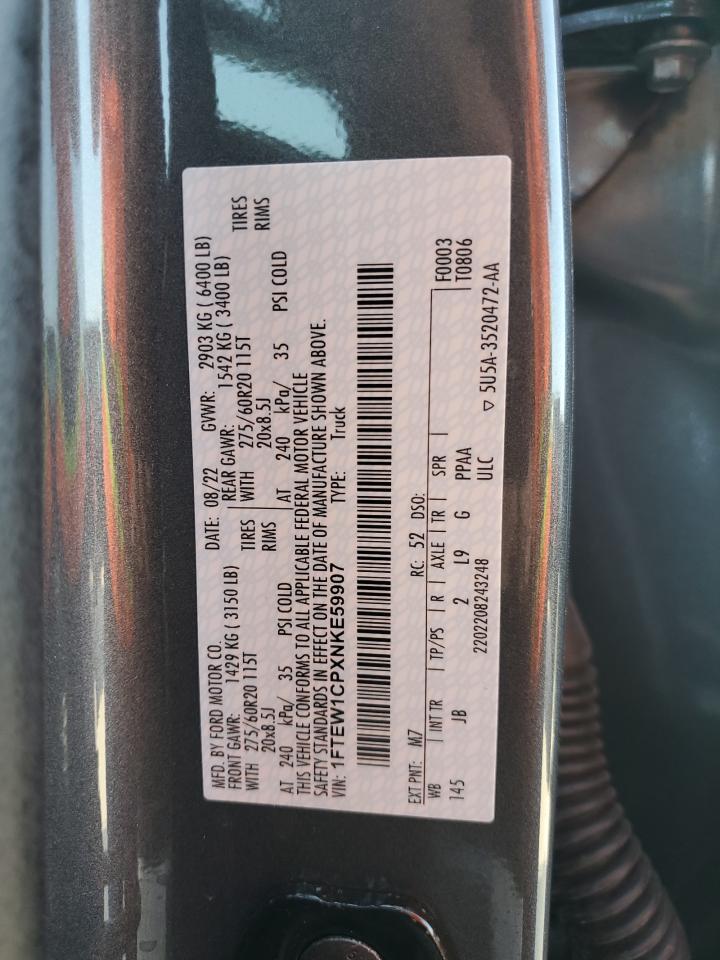 MFD. BY FORD MOTOR CO. DATE: 08/22 GVWR: 2903 KG ( 6400 LB)
FRONT GAWR: 1429 KG ( 3150 LB) REAR GAWR: 1542 KG ( 3400 LB)
WITH 275/60R20 115T TIRES WITH 275/60R20 115T TIRES
20x8.5J RIMS 20x8.5J RIMS
AT 240 kPa/ 35 PSI COLD AT 240 kPa/ 35 PSI COLD
THIS VEHICLE CONFORMS TO ALL APPLICABLE FEDERAL MOTOR VEHICLE
SAFETY STANDARDS IN EFFECT ON THE DATE OF MANUFACTURE SHOWN ABOVE.
VIN: 1FTEW1CPXNKE59907 TYPE: Truck
EXT PNT: M7 RC: 52 DSO: F0003
WB | INT TR | TP/PS | R | AXLE | TR | SPR | T0806
145 JB 2 L9 G PPAA
2202208243248 ULC ▽ 5U5A-3520472-AA